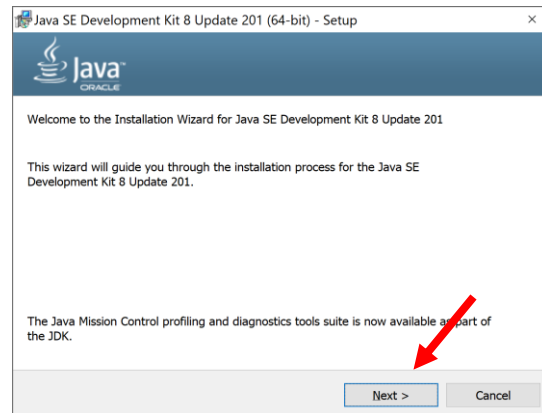 Java SE Development Kit 8 Update 201 (64-bit) - Setup
Java™
ORACLE
Welcome to the Installation Wizard for Java SE Development Kit 8 Update 201
This wizard will guide you through the installation process for the Java SE
Development Kit 8 Update 201.
The Java Mission Control profiling and diagnostics tools suite is now available as part of
the JDK.
Next >
Cancel